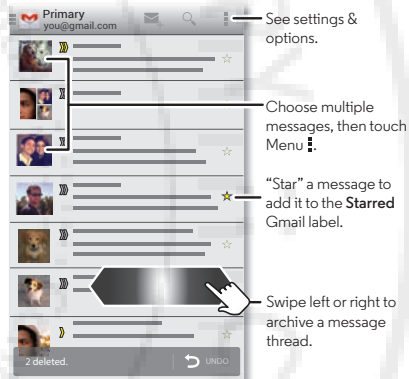 Primary
you@gmail.com
See settings &
options.
Choose multiple
messages, then touch
Menu .
“Star” a message to
add it to the Starred
Gmail label.
Swipe left or right to
archive a message
thread.
2 deleted.
UNDO